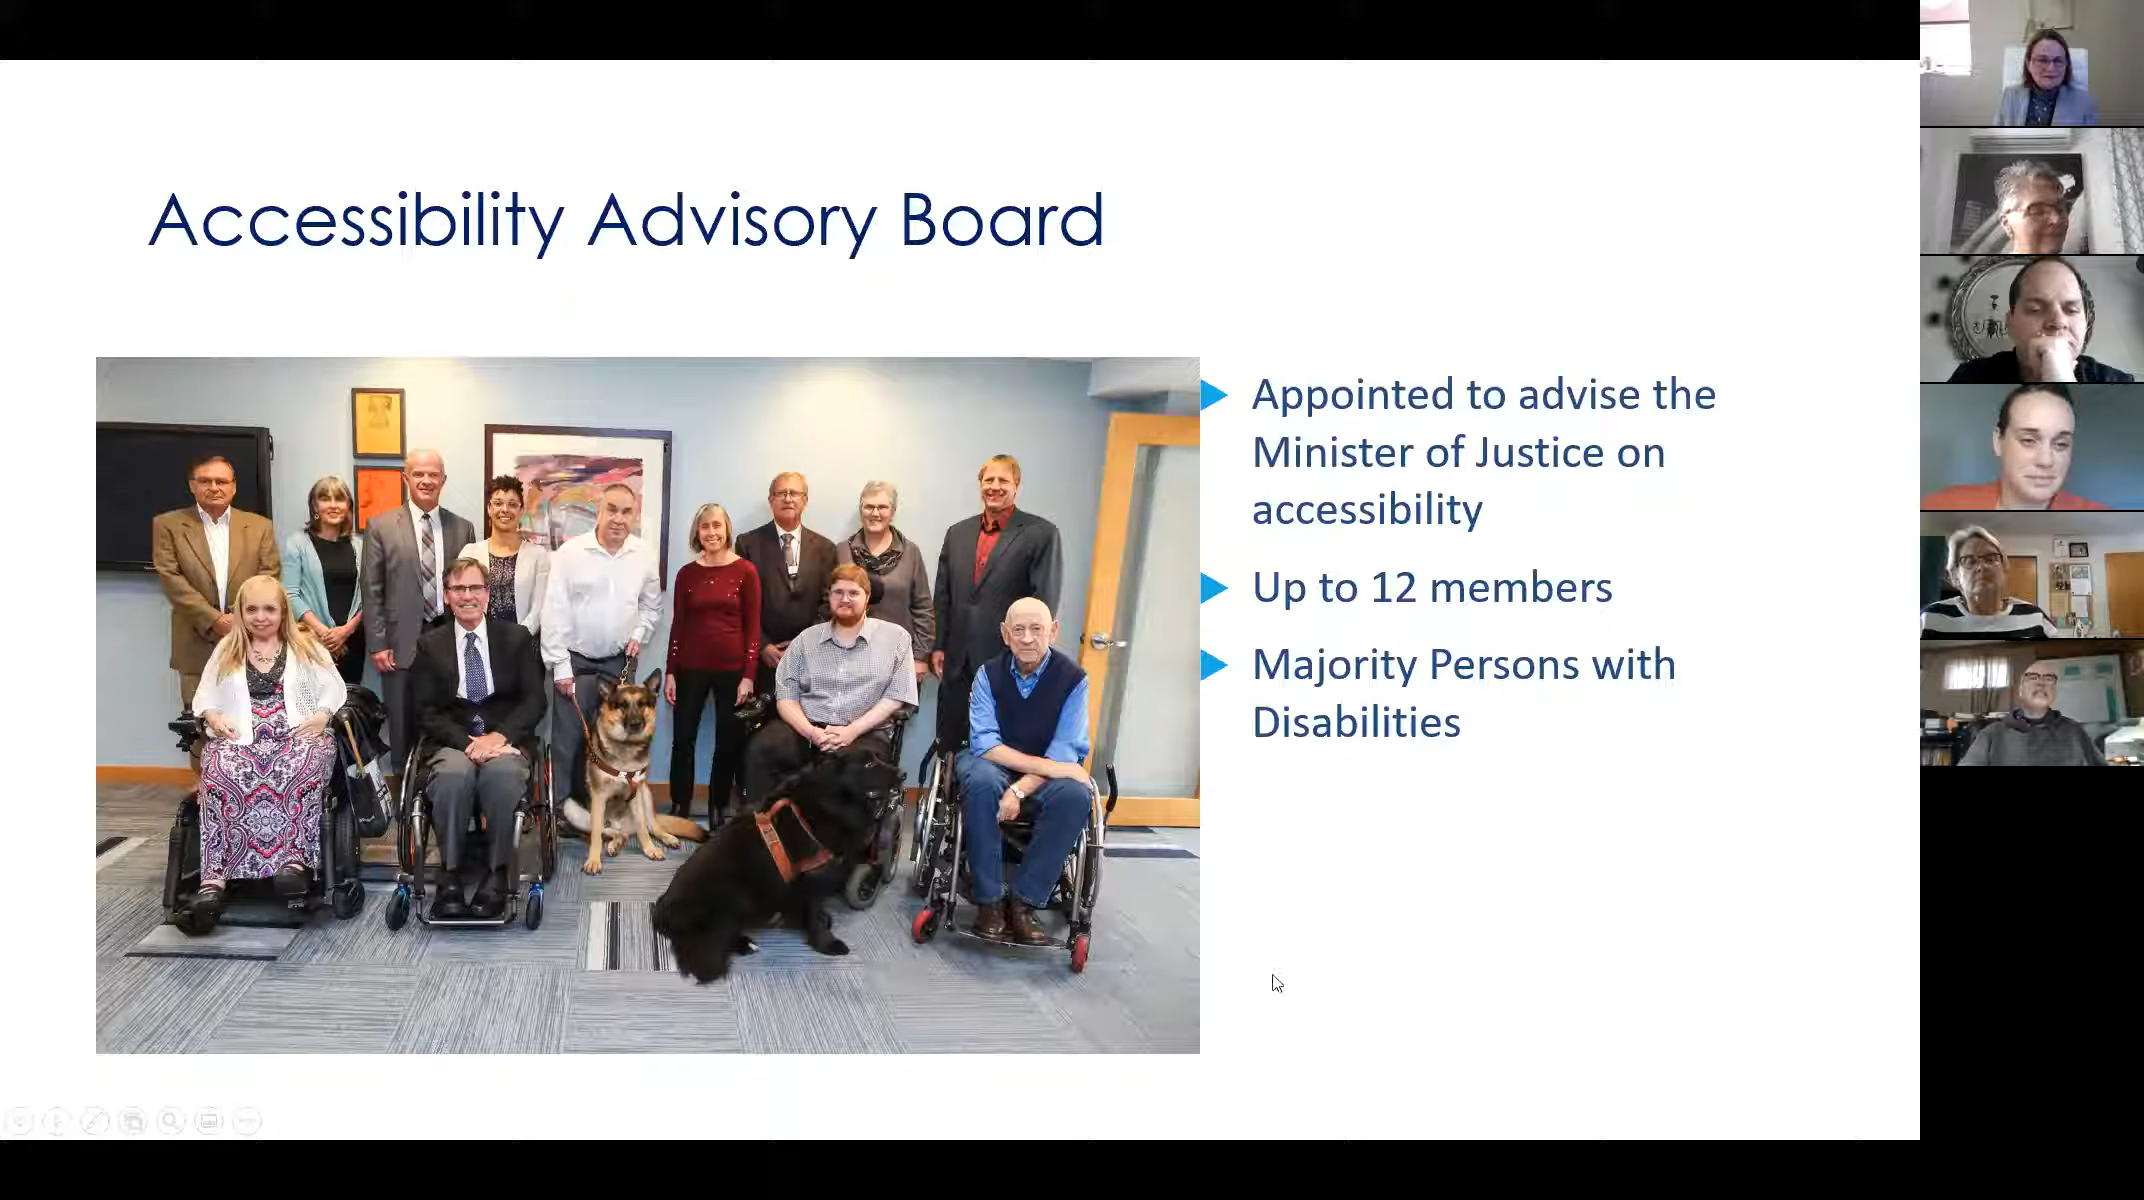 Accessibility Advisory Board
Appointed to advise the
Minister of Justice on
accessibility
Up to 12 members
Majority Persons with
Disabilities